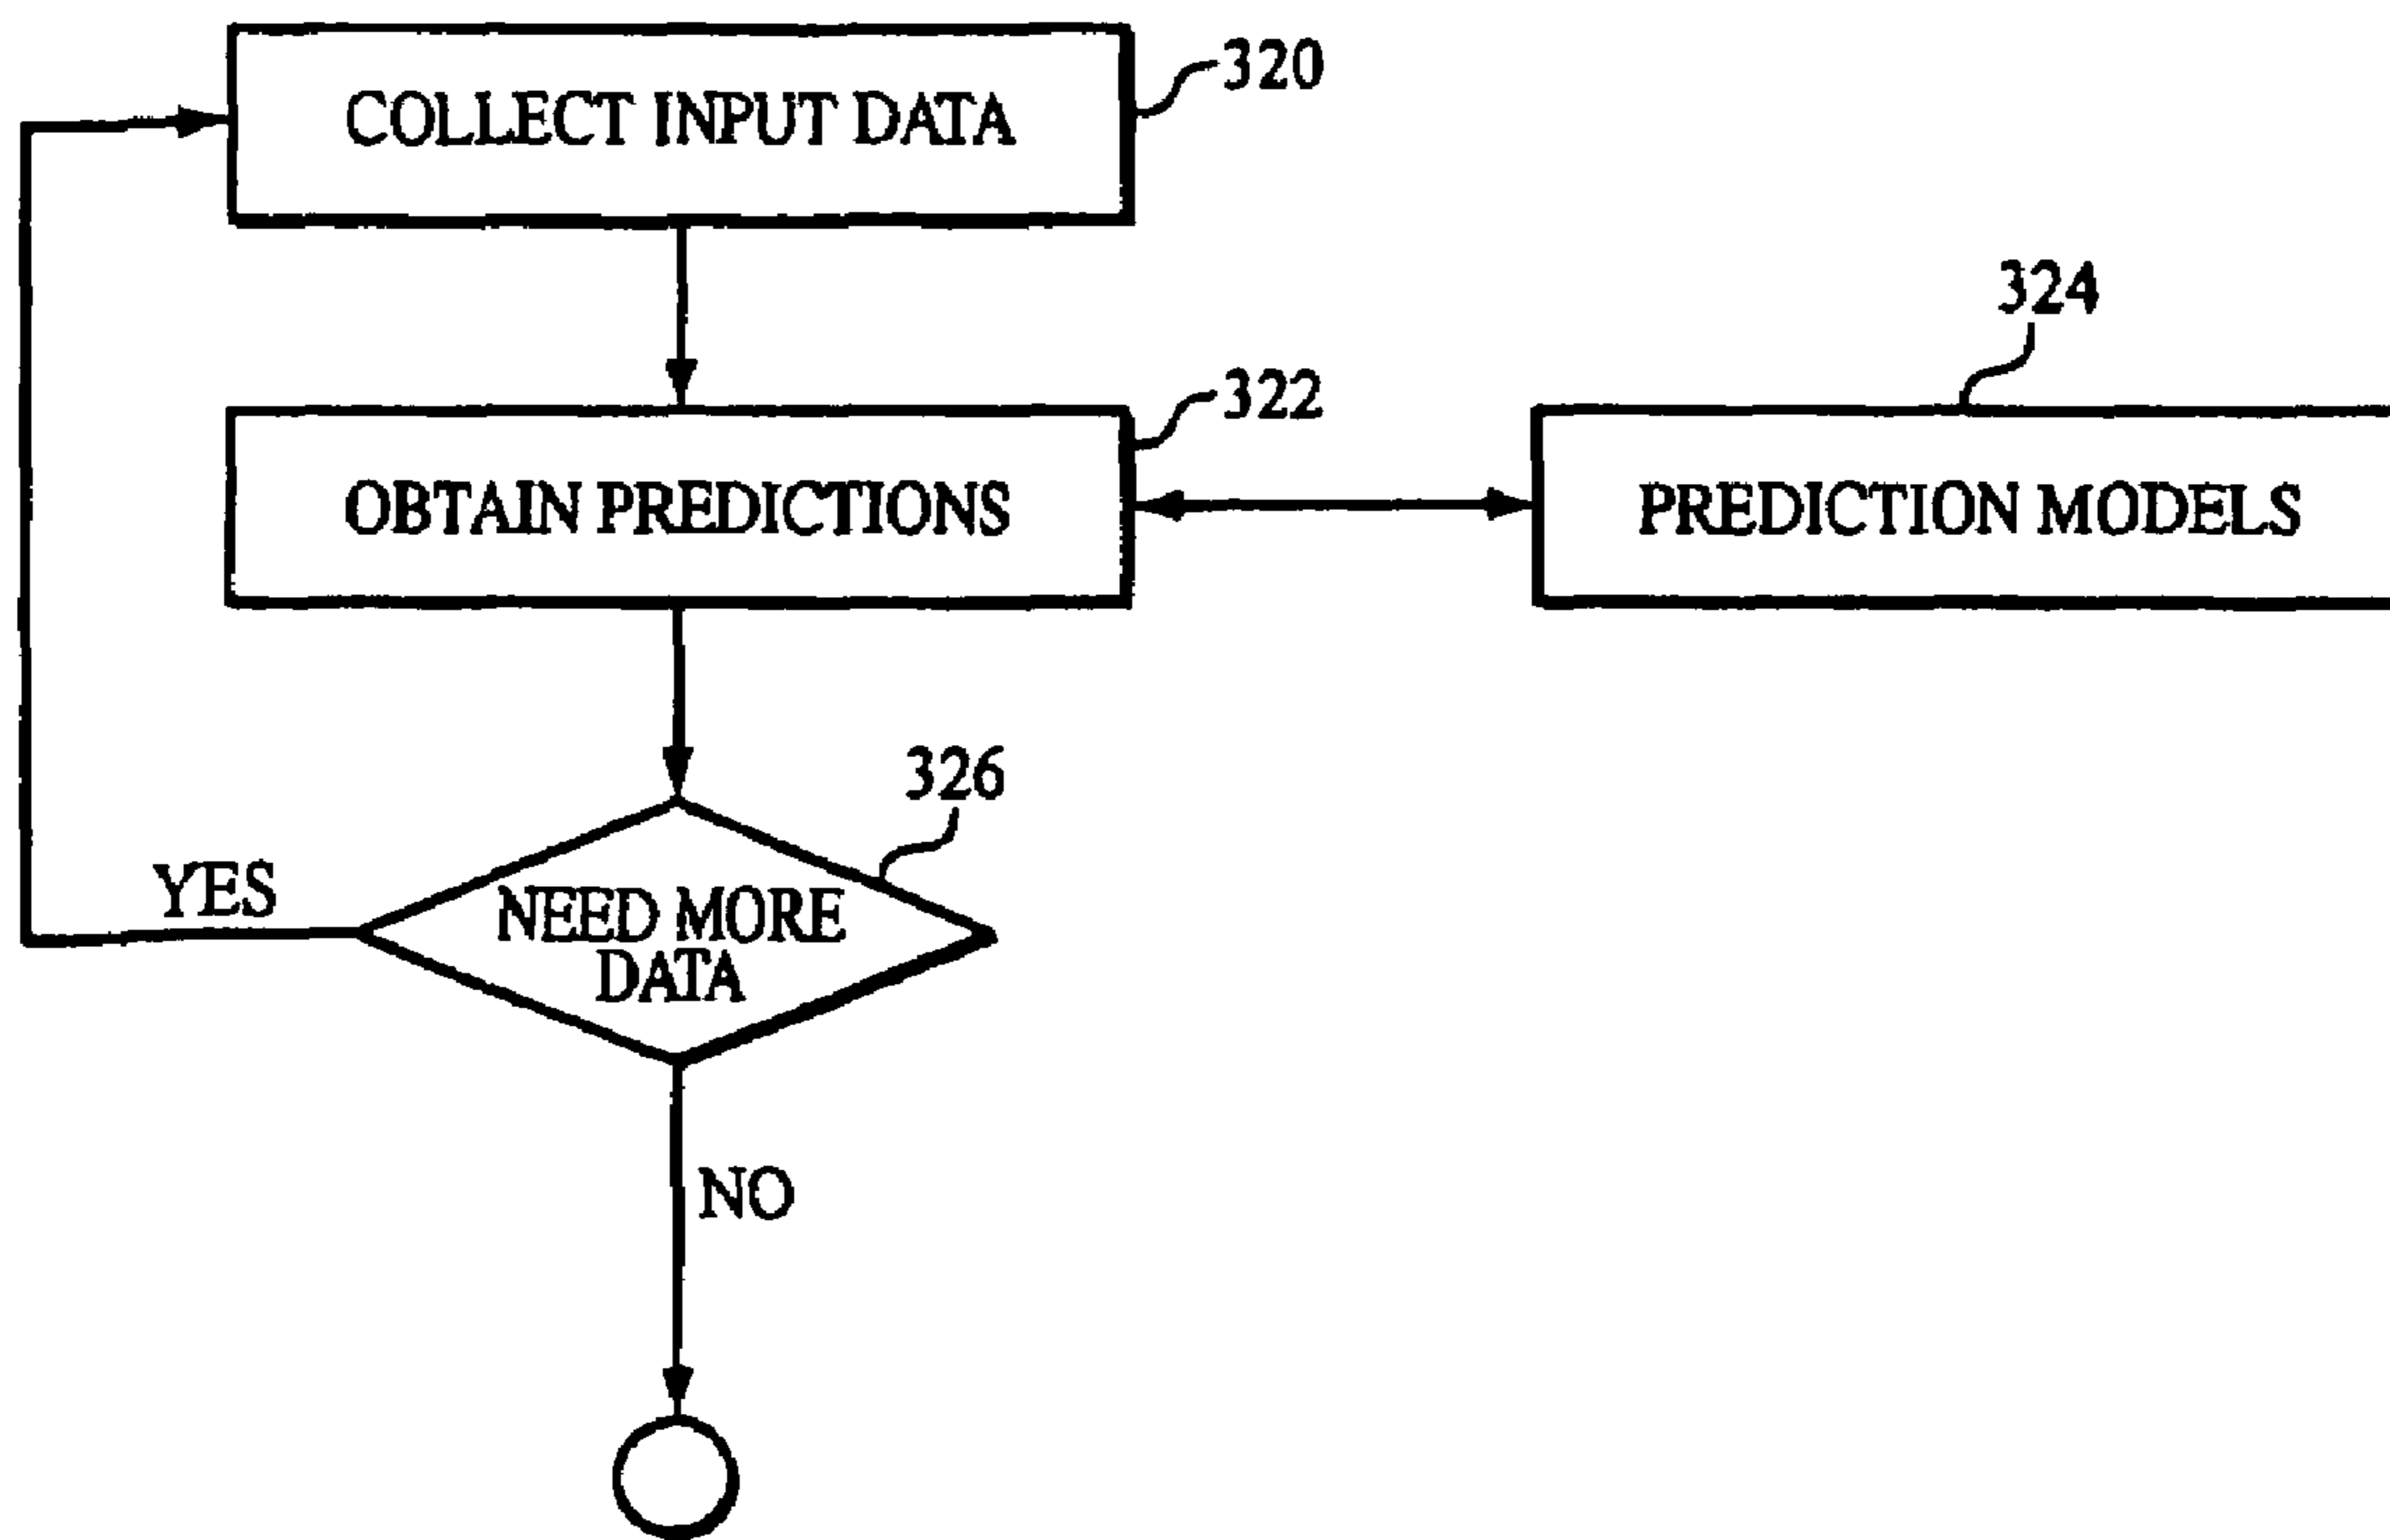 320
COLLECT INPUT DATA
324
322
OBTAIN PREDICTIONS
PREDICTION MODELS
326
YES
NEED MORE
DATA
NO